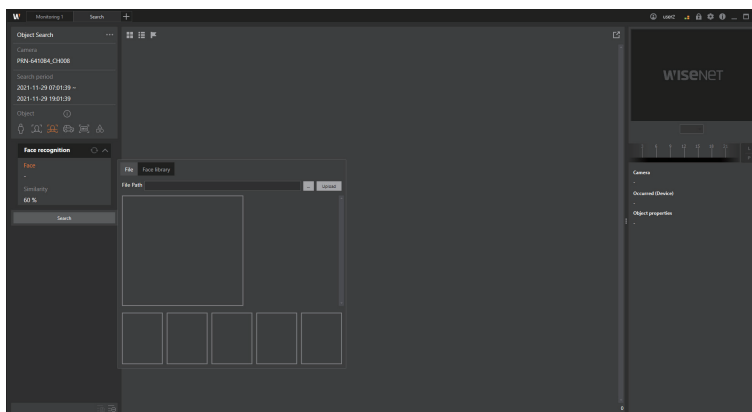 W Monitoring 1 Search +
user2
Object Search ...
Camera
PRN-6410B4_CH008
Search period
2021-11-29 07:01:39 ~
2021-11-29 19:01:39
Object
Face recognition
Face
-
Similarity
60 %
Search
File Face library
File Path ... Upload
WISENET
Camera
-
Occurred (Device)
-
Object properties
-